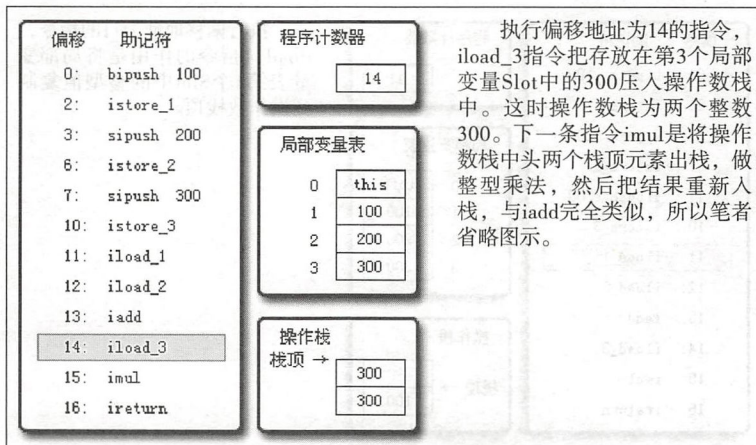 偏移 助记符
0: bipush 100
2: istore_1
3: sipush 200
6: istore_2
7: sipush 300
10: istore_3
11: iload_1
12: iload_2
13: iadd
14: iload_3
15: imul
16: ireturn
程序计数器
14
局部变量表
0 this
1 100
2 200
3 300
操作栈
栈顶 →
300
300
执行偏移地址为14的指令，
iload_3指令把存放在第3个局部
变量Slot中的300压入操作数栈
中。这时操作数栈为两个整数
300。下一条指令imul是将操作
数栈中头两个栈顶元素出栈，做
整型乘法，然后把结果重新入
栈，与iadd完全类似，所以笔者
省略图示。